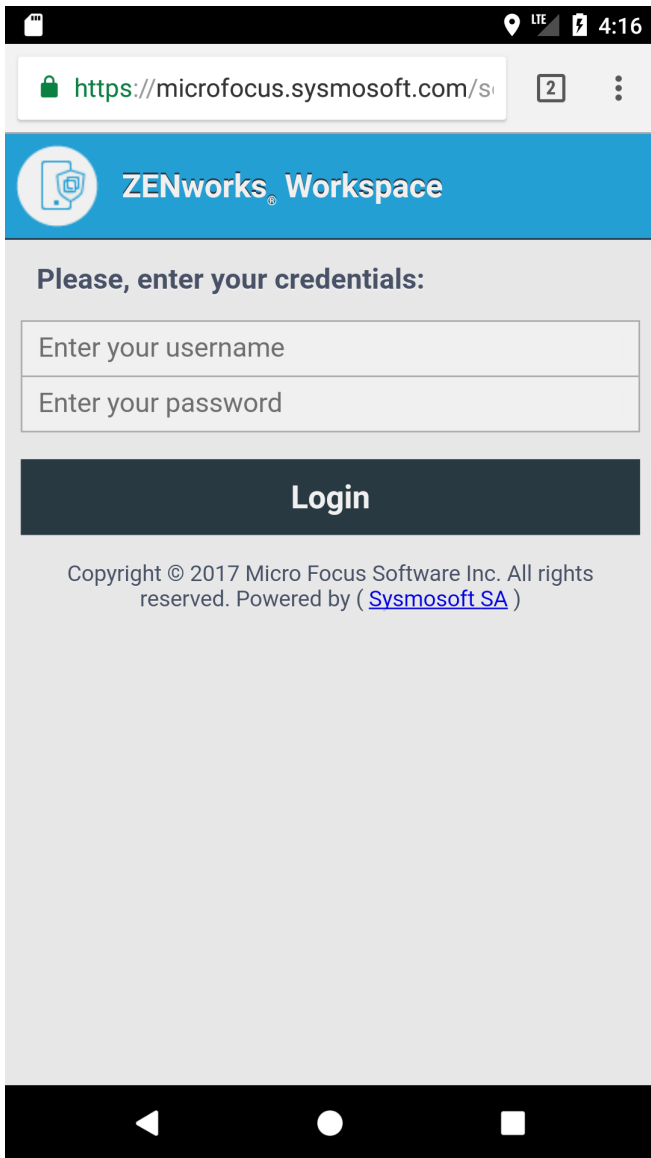 LTE 4:16
https://microfocus.sysmosoft.com/s
2
ZENworks® Workspace
Please, enter your credentials:
Enter your username
Enter your password
Login
Copyright © 2017 Micro Focus Software Inc. All rights
reserved. Powered by ( Sysmosoft SA )